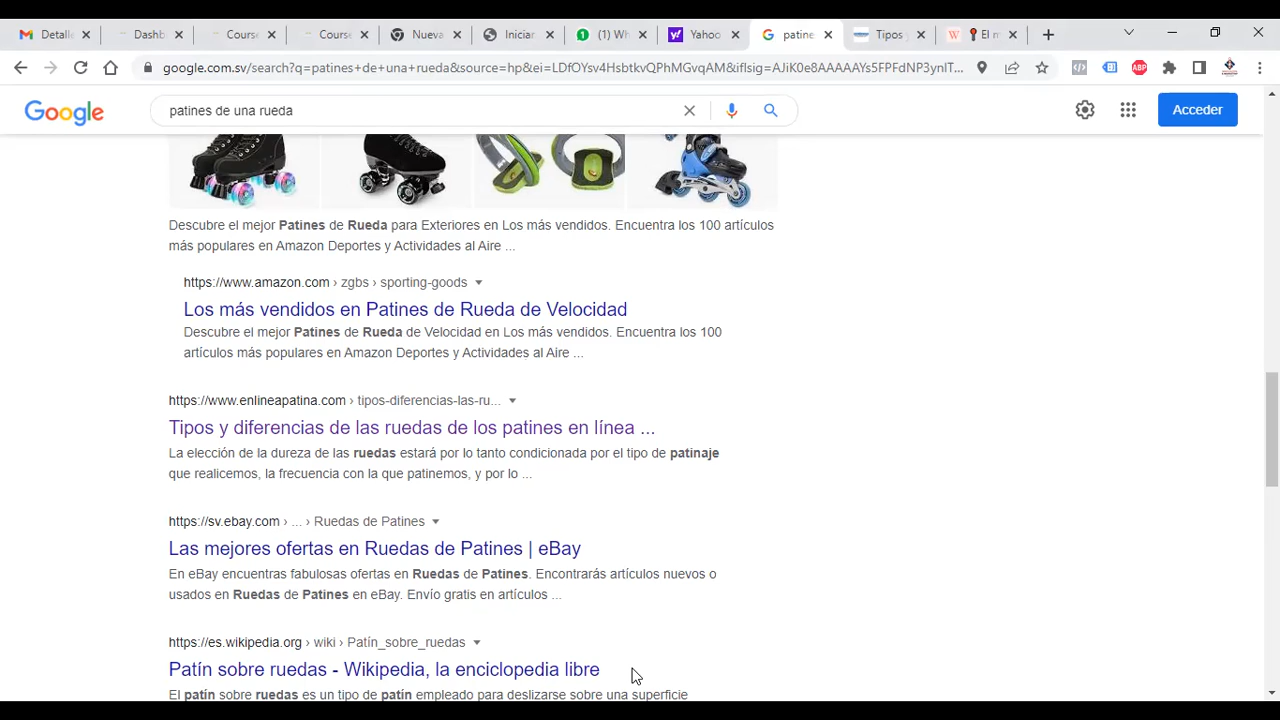 Detalle
Dashb
Cours
Cours
Nueva
Iniciar
(1) Wh
Yahoo
patine
Tipos y
El m
google.com.sv/search?q=patines+de+una+rueda&source=hp&ei=LDfOYsv4HsbtkvQPhMGvqAM&iflsig=AJiK0e8AAAAAYs5FPFdNP3ynlT...
ABP
Google
patines de una rueda
Acceder
Descubre el mejor Patines de Rueda para Exteriores en Los más vendidos. Encuentra los 100 artículos
más populares en Amazon Deportes y Actividades al Aire ...
https://www.amazon.com › zgbs › sporting-goods
Los más vendidos en Patines de Rueda de Velocidad
Descubre el mejor Patines de Rueda de Velocidad en Los más vendidos. Encuentra los 100
artículos más populares en Amazon Deportes y Actividades al Aire ...
https://www.enlineapatina.com › tipos-diferencias-las-ru...
Tipos y diferencias de las ruedas de los patines en línea ...
La elección de la dureza de las ruedas estará por lo tanto condicionada por el tipo de patinaje
que realicemos, la frecuencia con la que patinemos, y por lo ...
https://sv.ebay.com › ... › Ruedas de Patines
Las mejores ofertas en Ruedas de Patines | eBay
En eBay encuentras fabulosas ofertas en Ruedas de Patines. Encontrarás artículos nuevos o
usados en Ruedas de Patines en eBay. Envío gratis en artículos ...
https://es.wikipedia.org › wiki › Patín_sobre_ruedas
Patín sobre ruedas - Wikipedia, la enciclopedia libre
El patín sobre ruedas es un tipo de patín empleado para deslizarse sobre una superficie